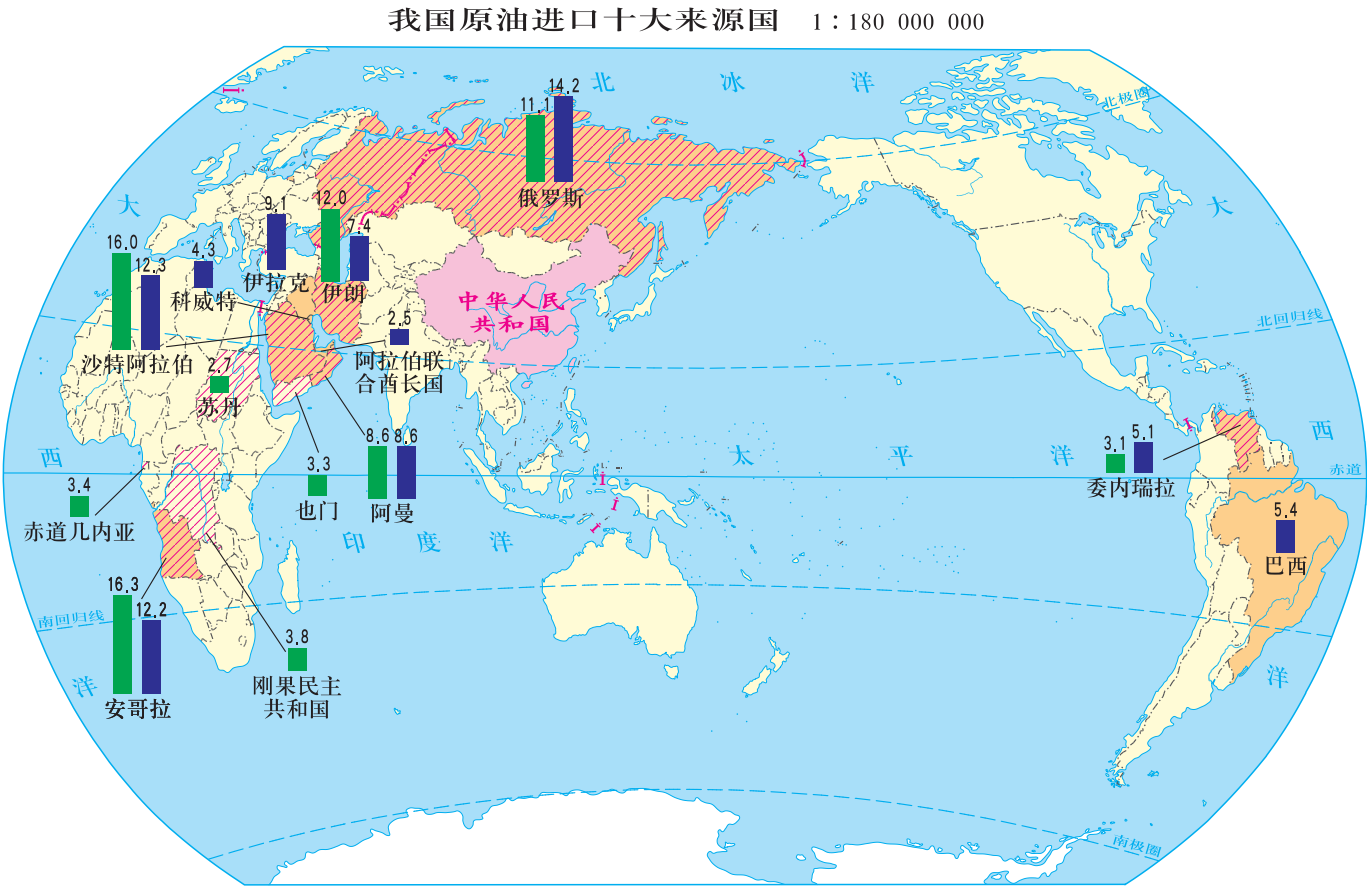 我国原油进口十大来源国 1:180 000 000
北 冰 洋
北极圈
14.2
11.1
俄罗斯
大
大
9.1
伊拉克
12.0
7.4
伊朗
16.0
12.3
沙特阿拉伯
4.3
科威特
中华人民
共和国
2.5
阿拉伯联
合酋长国
北回归线
2.7
苏丹
西
太 平 洋
西
赤道
3.1
5.1
委内瑞拉
8.6
8.6
阿曼
3.3
也门
3.4
赤道几内亚
印 度 洋
5.4
巴西
16.3
12.2
安哥拉
南回归线
3.8
刚果民主
共和国
洋
洋
南极圈